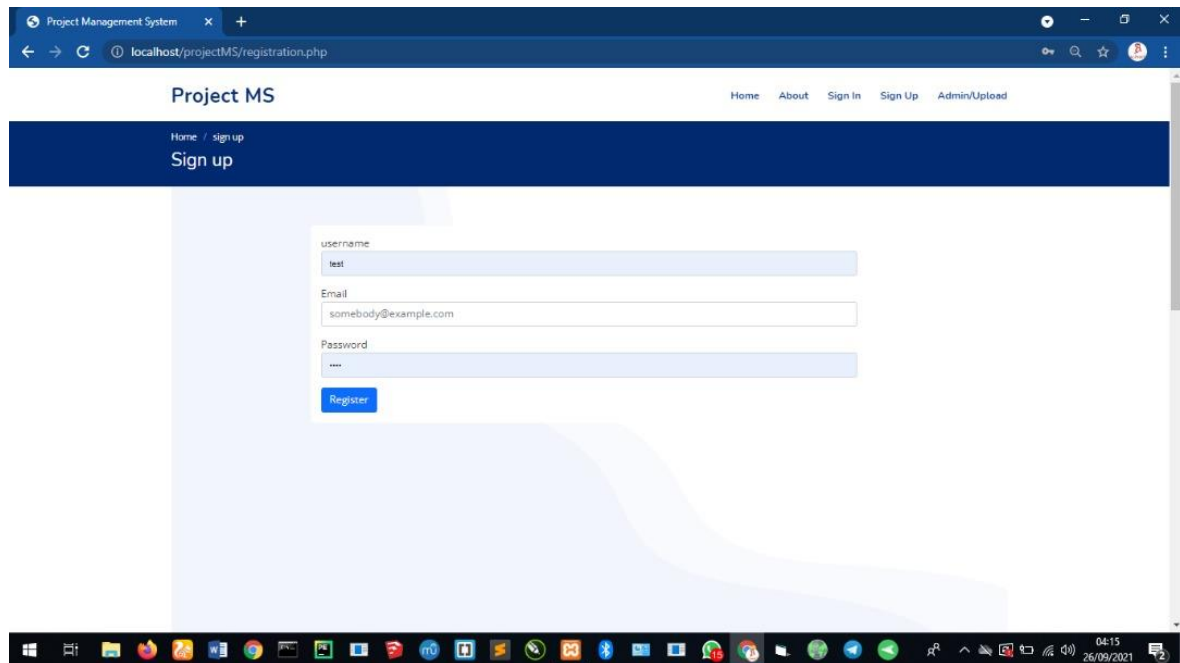 Project Management System
localhost/projectMS/registration.php
Project MS
Home About Sign In Sign Up Admin/Upload
Home / sign up
Sign up
username
test
Email
somebody@example.com
Password
Register
04:15
26/09/2021